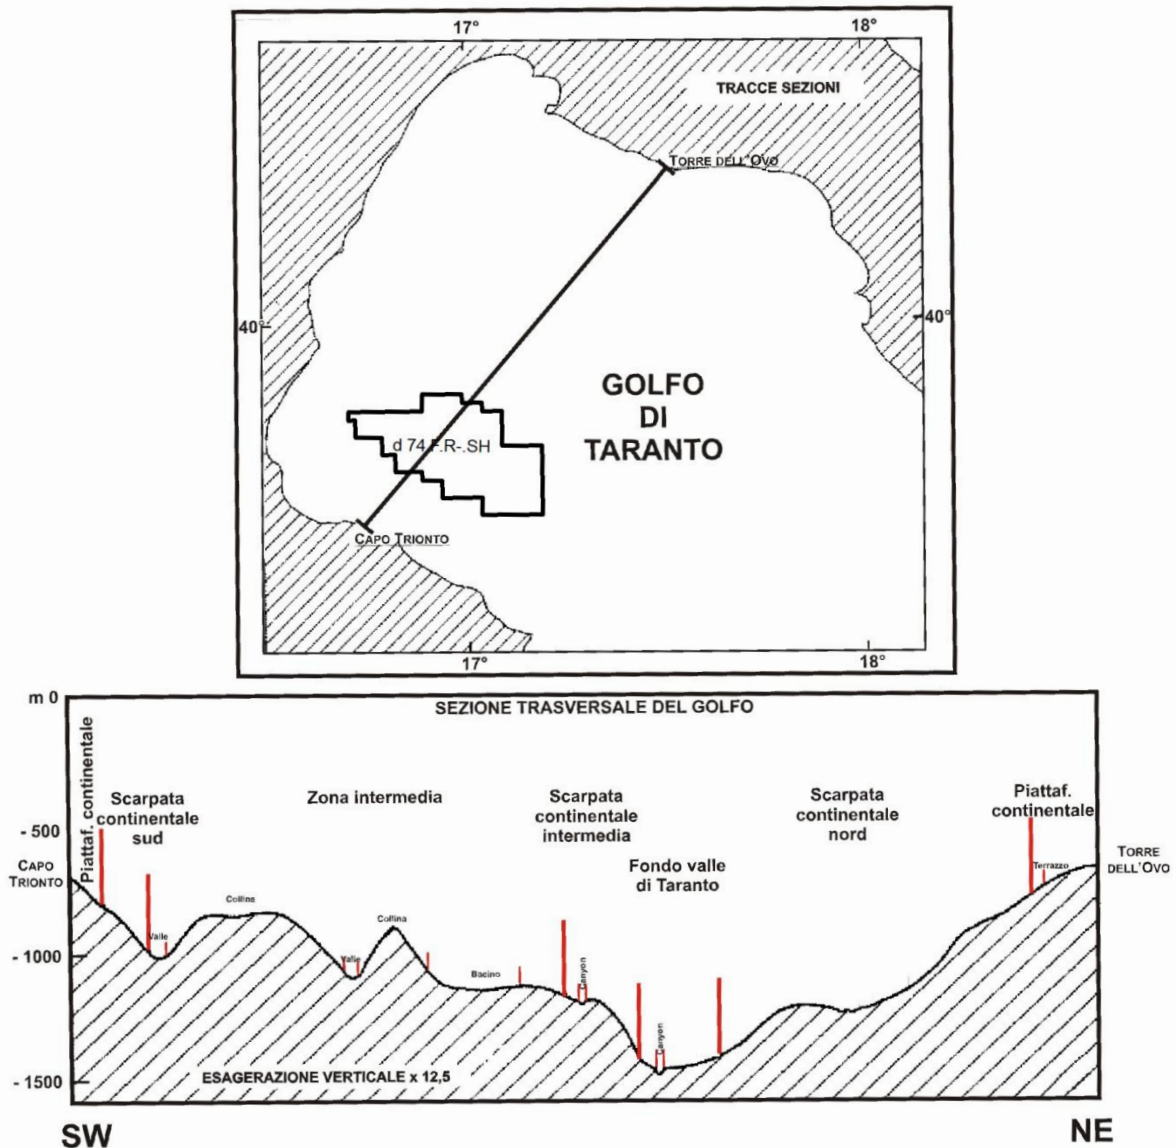 17°
18°
TRACCE SEZIONI
TORRE DELL'OVO
40°
40°
GOLFO
DI
TARANTO
d 74 F.R-.SH
CAPO TRIONTO
17°
18°
m 0
SEZIONE TRASVERSALE DEL GOLFO
Piattaf. continentale
Scarpata
continentale
sud
Zona intermedia
Scarpata
continentale
intermedia
Scarpata
continentale
nord
Piattaf.
continentale
- 500
Fondo valle
di Taranto
CAPO
TRIONTO
TORRE
DELL'OVO
Terrazzo
Collina
Collina
Valle
Valle
- 1000
Bacino
Canyon
Canyon
- 1500
ESAGERAZIONE VERTICALE x 12,5
SW
NE